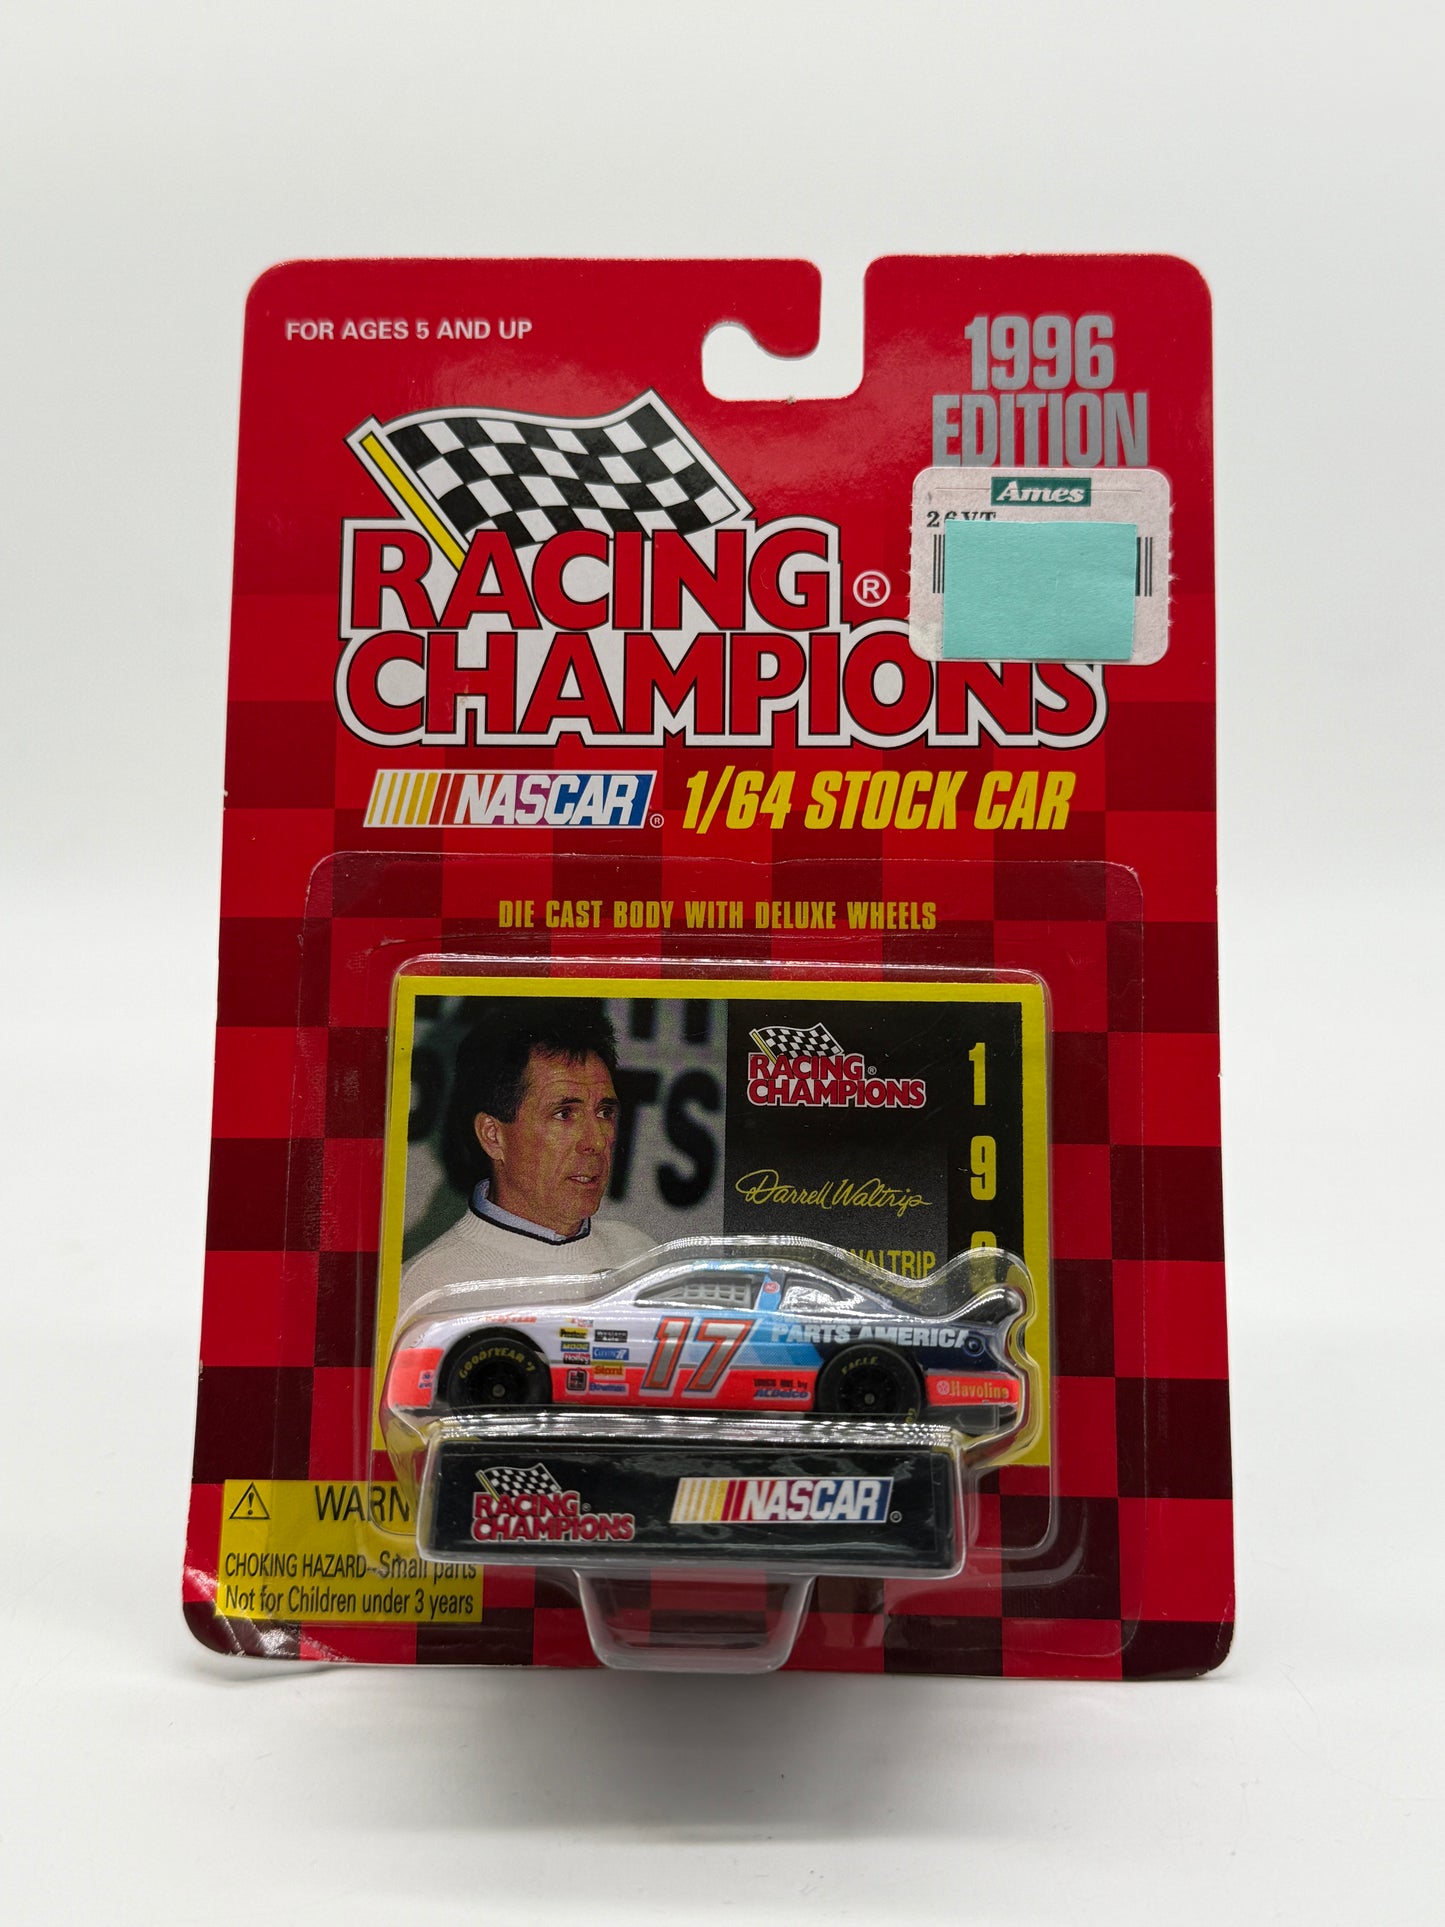 FOR AGES 5 AND UP
1996
EDITION
Ames
RACING ®
CHAMPIONS
NASCAR ® 1/64 STOCK CAR
DIE CAST BODY WITH DELUXE WHEELS
RACING ®
CHAMPIONS
1
9
9
Darrell Waltrip
WALTRIP
GOODYEAR
17
PARTS AMERICA
EAGLE
Havoline
WARN
CHOKING HAZARD--Small parts
Not for Children under 3 years
RACING ®
CHAMPIONS
NASCAR ®